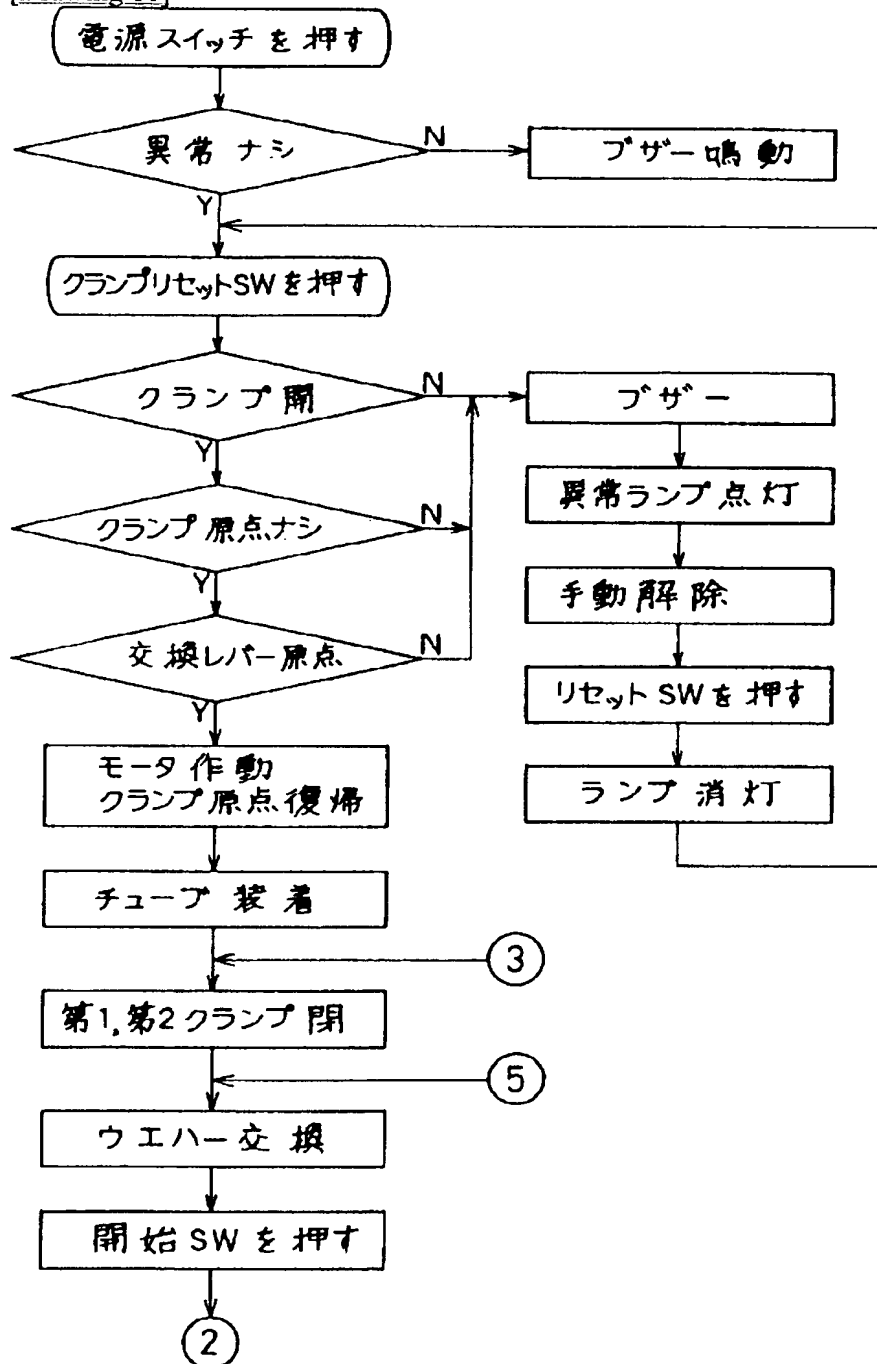 電源スイッチを押す
異常ナシ
N
ブザー鳴動
Y
クランプリセットSWを押す
クランプ開
N
ブザー
Y
異常ランプ点灯
クランプ原点ナシ
N
Y
手動解除
交換レバー原点
N
リセットSWを押す
Y
モータ作動
クランプ原点復帰
ランプ消灯
チューブ装着
3
第1,第2クランプ閉
5
ウエハー交換
開始SWを押す
2